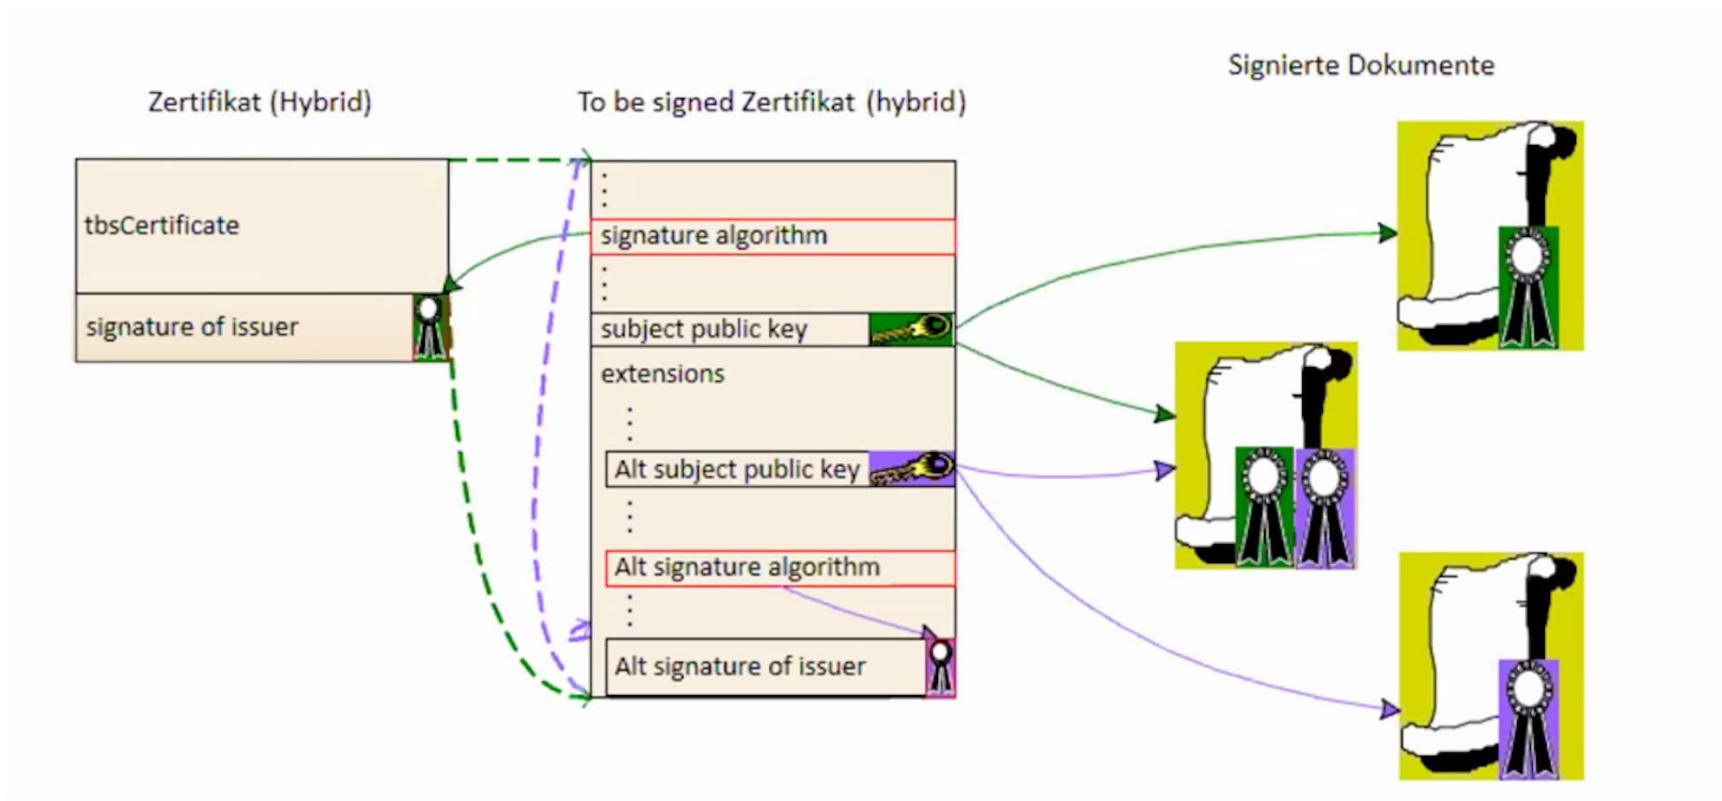 Zertifikat (Hybrid)
tbsCertificate
signature of issuer
To be signed Zertifikat (hybrid)
signature algorithm
subject public key
extensions
Alt subject public key
Alt signature algorithm
Alt signature of issuer
Signierte Dokumente